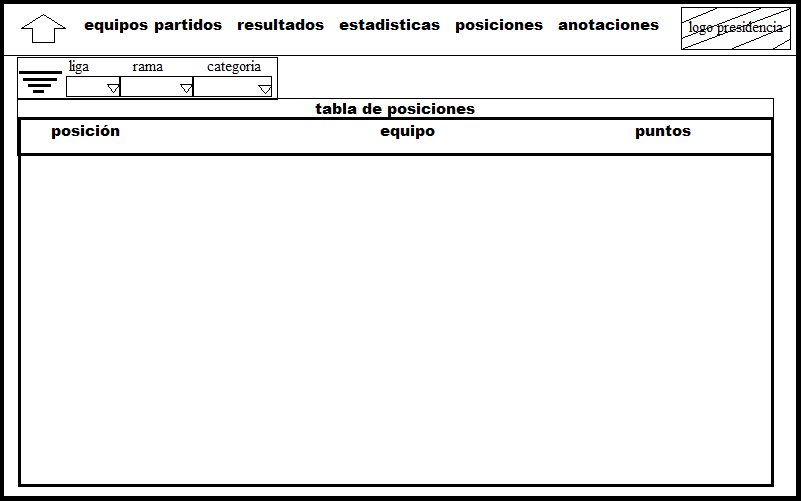 equipos partidos resultados estadisticas posiciones anotaciones logo presidencia
liga rama categoria
tabla de posiciones
posición equipo puntos